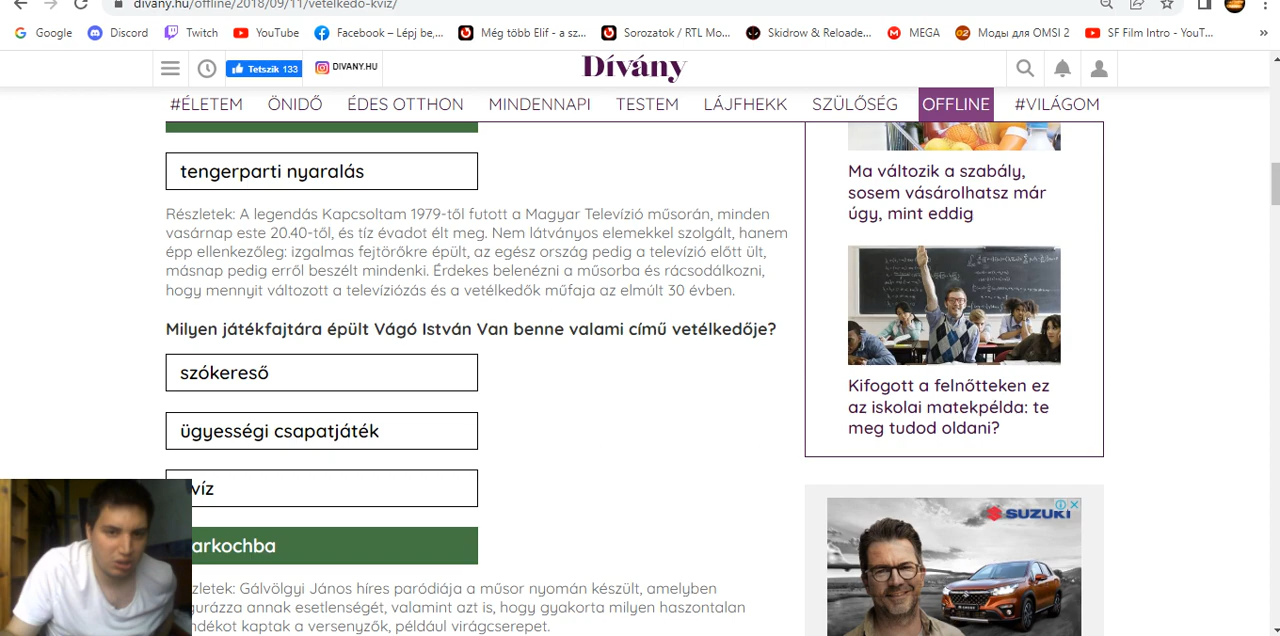 divany.hu/offline/2018/09/11/vetelkedo-kviz/
Google
Discord
Twitch
YouTube
Facebook – Lépj be,...
Még több Elif - a sz...
Sorozatok / RTL Mo...
Skidrow & Reloade...
MEGA
Моды для OMSI 2
SF Film Intro - YouT...
Tetszik 133
DIVANY.HU
Dívány
#ÉLETEM
ÖNIDŐ
ÉDES OTTHON
MINDENNAPI
TESTEM
LÁJFHEKK
SZÜLŐSÉG
OFFLINE
#VILÁGOM
tengerparti nyaralás
Részletek: A legendás Kapcsoltam 1979-től futott a Magyar Televízió műsorán, minden
vasárnap este 20.40-től, és tíz évadot élt meg. Nem látványos elemekkel szolgált, hanem
épp ellenkezőleg: izgalmas fejtörőkre épült, az egész ország pedig a televízió előtt ült,
másnap pedig erről beszélt mindenki. Érdekes belenézni a műsorba és rácsodálkozni,
hogy mennyit változott a televíziózás és a vetélkedők műfaja az elmúlt 30 évben.
Milyen játékfajtára épült Vágó István Van benne valami című vetélkedője?
szókereső
ügyességi csapatjáték
víz
arkochba
szletek: Gálvölgyi János híres paródiája a műsor nyomán készült, amelyben
gurázza annak esetlenségét, valamint azt is, hogy gyakorta milyen haszontalan
ndékot kaptak a versenyzők, például virágcserepet.
Ma változik a szabály,
sosem vásárolhatsz már
úgy, mint eddig
Kifogott a felnőtteken ez
az iskolai matekpélda: te
meg tudod oldani?
SUZUKI